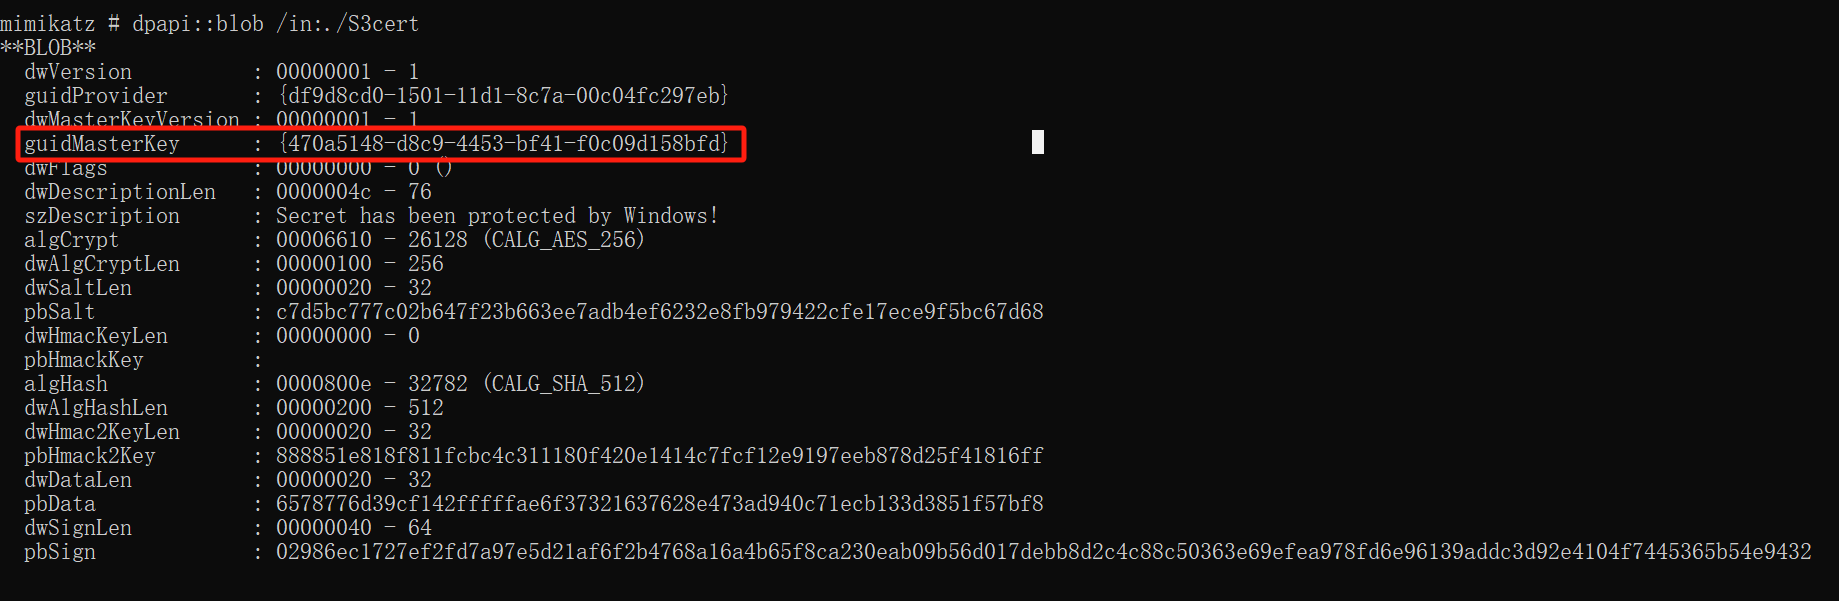 mimikatz # dpapi::blob /in:./S3cert
**BLOB**
dwVersion : 00000001 - 1
guidProvider : {df9d8cd0-1501-11d1-8c7a-00c04fc297eb}
dwMasterKeyVersion : 00000001 - 1
guidMasterKey : {470a5148-d8c9-4453-bf41-f0c09d158bfd}
dwFlags : 00000000 - 0 ()
dwDescriptionLen : 0000004c - 76
szDescription : Secret has been protected by Windows!
algCrypt : 00006610 - 26128 (CALG_AES_256)
dwAlgCryptLen : 00000100 - 256
dwSaltLen : 00000020 - 32
pbSalt : c7d5bc777c02b647f23b663ee7adb4ef6232e8fb979422cfe17ece9f5bc67d68
dwHmacKeyLen : 00000000 - 0
pbHmackKey :
algHash : 0000800e - 32782 (CALG_SHA_512)
dwAlgHashLen : 00000200 - 512
dwHmac2KeyLen : 00000020 - 32
pbHmack2Key : 888851e818f811fcbc4c311180f420e1414c7fcf12e9197eeb878d25f41816ff
dwDataLen : 00000020 - 32
pbData : 6578776d39cf142fffffae6f37321637628e473ad940c71ecb133d3851f57bf8
dwSignLen : 00000040 - 64
pbSign : 02986ec1727ef2fd7a97e5d21af6f2b4768a16a4b65f8ca230eab09b56d017debb8d2c4c88c50363e69efea978fd6e96139addc3d92e4104f7445365b54e9432